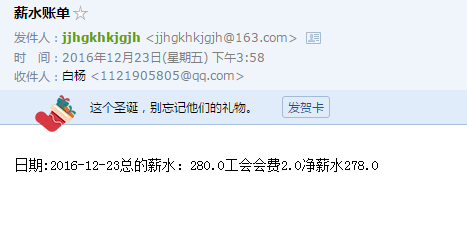 薪水账单
发件人：jjhgkhkjgjh <jjhgkhkjgjh@163.com>
时 间：2016年12月23日(星期五) 下午3:58
收件人：白杨 <1121905805@qq.com>
这个圣诞，别忘记他们的礼物。 发贺卡
日期:2016-12-23总的薪水：280.0工会会费2.0净薪水278.0